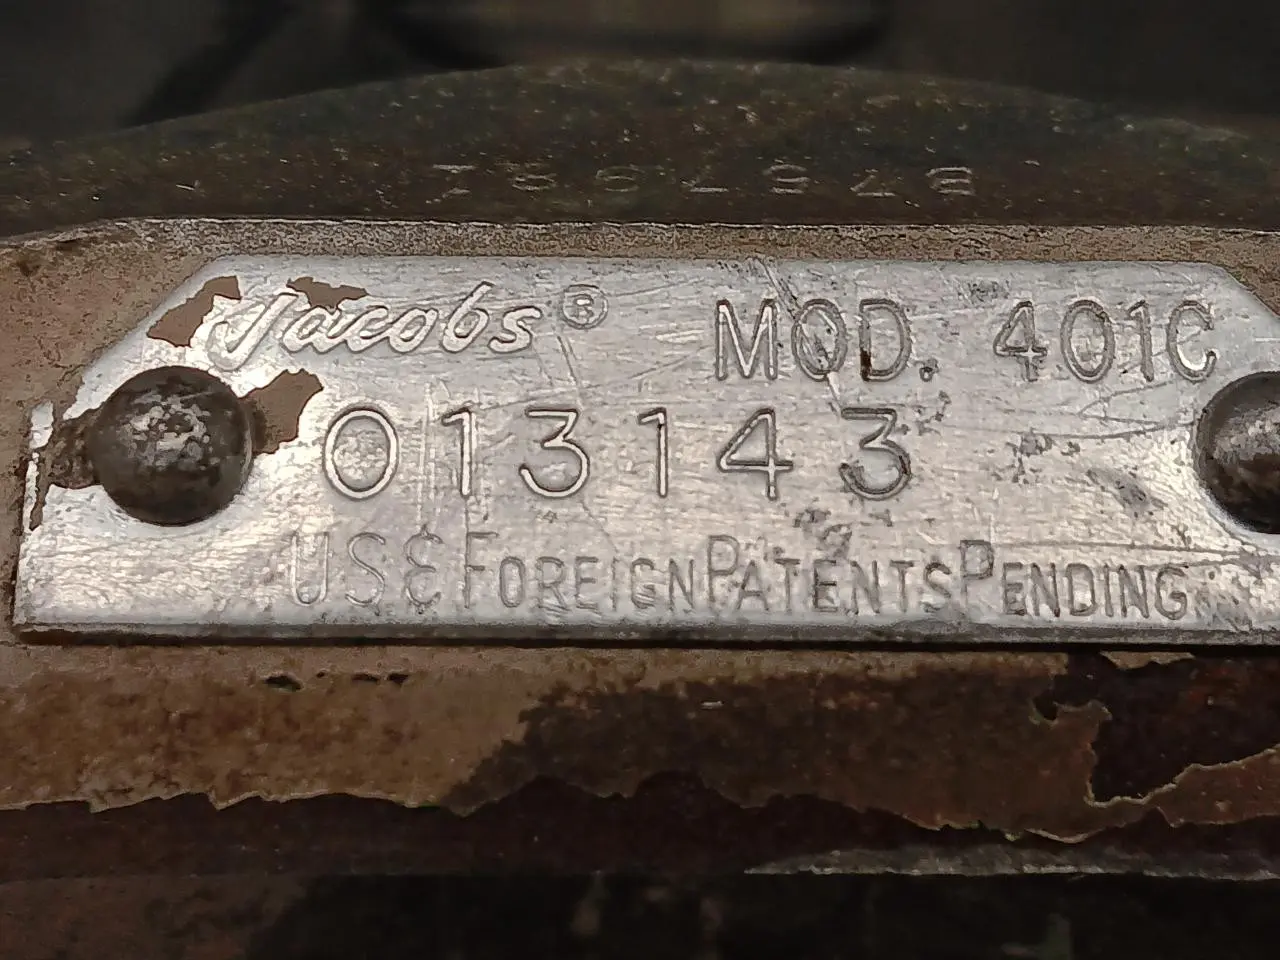 Jacobs® MOD. 401C
013143
US & FOREIGN PATENTS PENDING